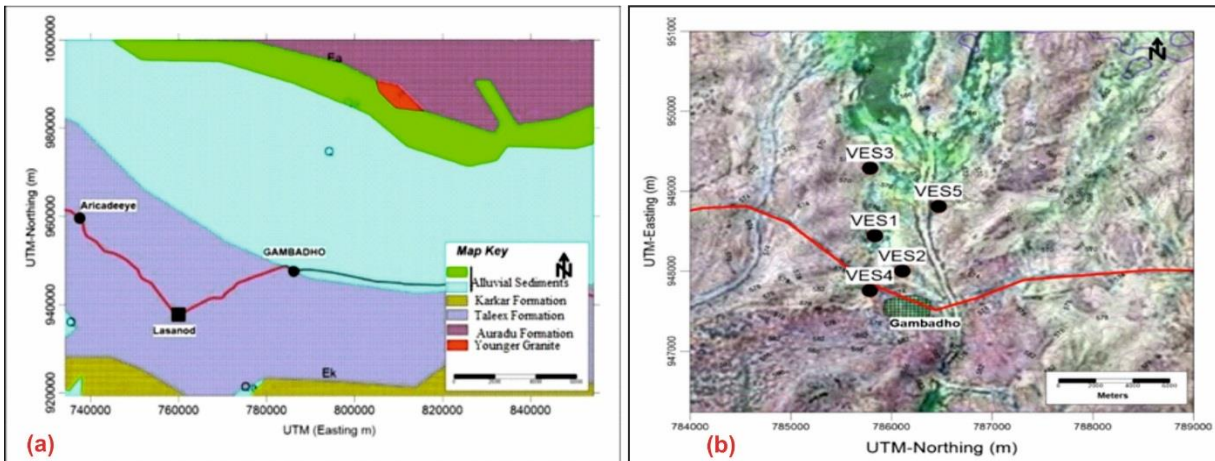 1000000
980000
960000
940000
920000
UTM-Northing (m)
Ea
Q
Aricadeeye
GAMBADHO
Lasanod
Q
Q
Ek
Map Key
N
Alluvial Sediments
Karkar Formation
Taleex Formation
Auradu Formation
Younger Granite
740000 760000 780000 800000 820000 840000
UTM (Easting m)
(a)
951000
950000
949000
948000
947000
UTM-Easting (m)
N
VES3
VES5
VES1
VES2
VES4
Gambadho
Meters
784000 785000 786000 787000 788000 789000
UTM-Northing (m)
(b)